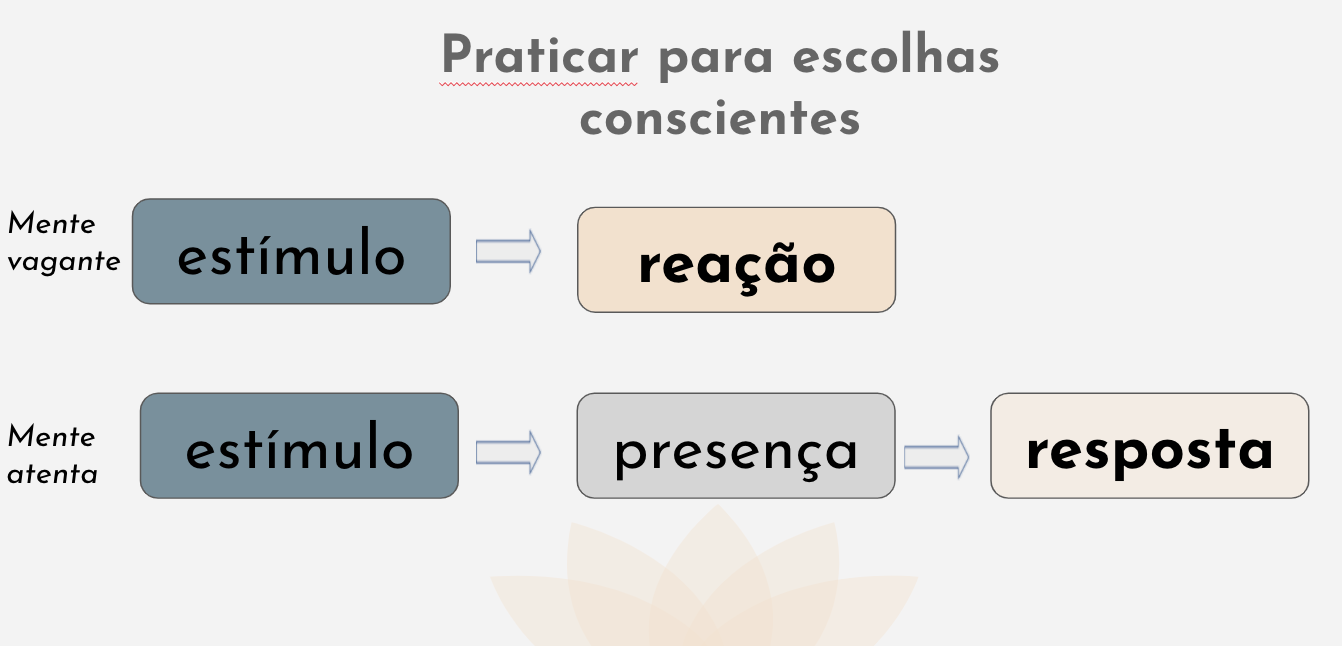 Praticar para escolhas
conscientes
Mente
vagante
estímulo
reação
Mente
atenta
estímulo
presença
resposta